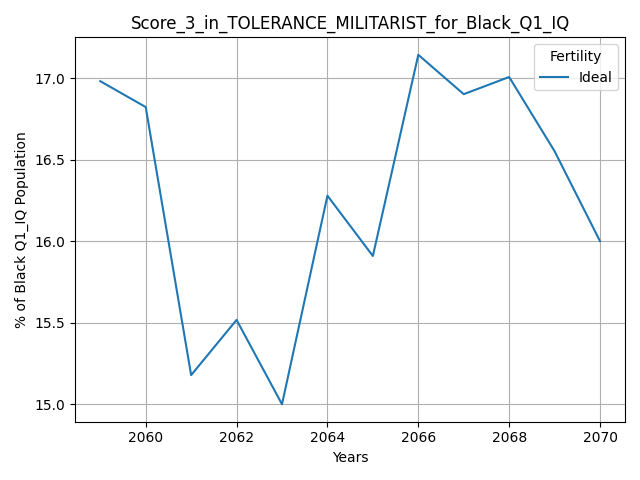 Score_3_in_TOLERANCE_MILITARIST_for_Black_Q1_IQ
Fertility
Ideal
% of Black Q1_IQ Population
17.0
16.5
16.0
15.5
15.0
2060 2062 2064 2066 2068 2070
Years